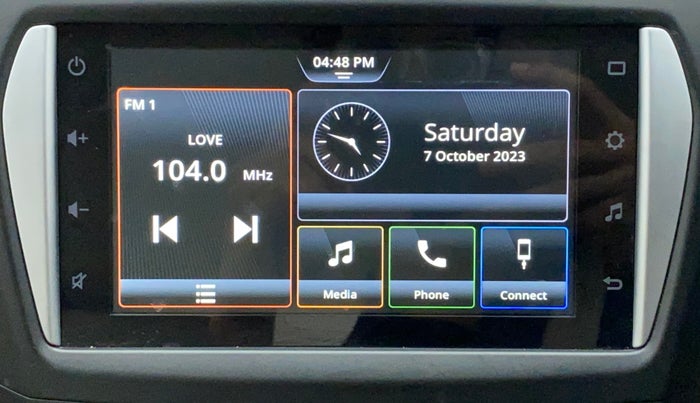 04:48 PM
FM 1
LOVE
104.0 MHz
Saturday
7 October 2023
Media
Phone
Connect